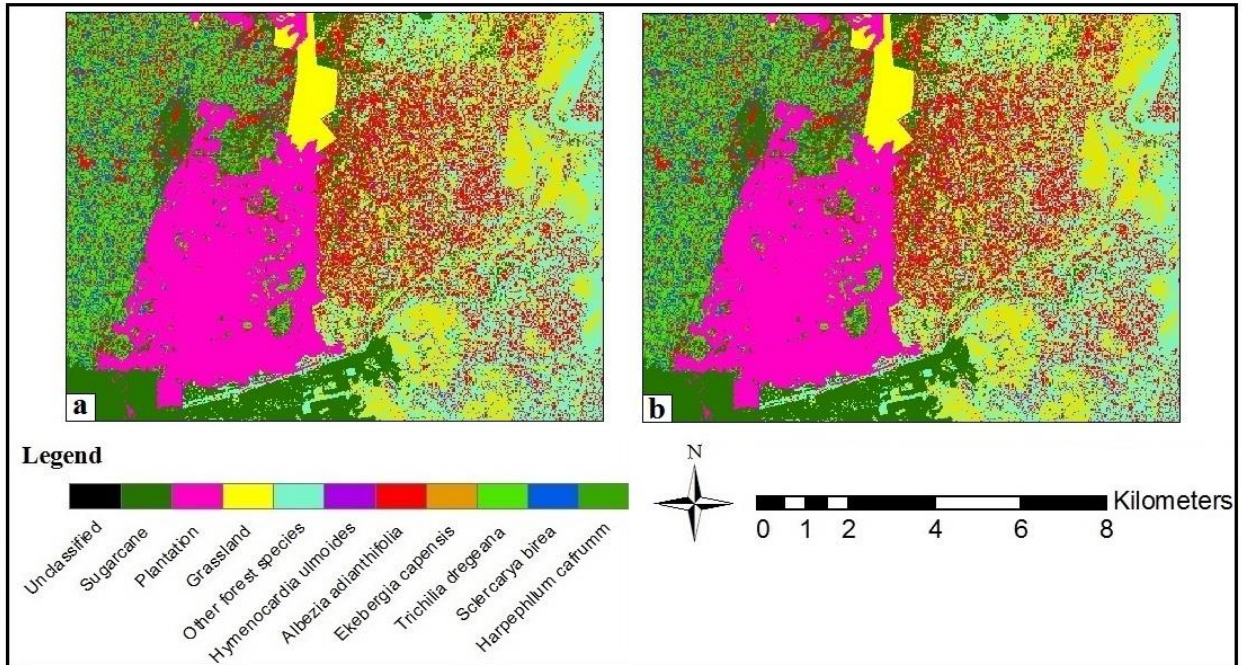 a
b
Legend
N
Kilometers
0 1 2 4 6 8
Unclassified
Sugarcane
Plantation
Grassland
Other forest species
Hymenocardia ulmoides
Albezia adianthifolia
Ekebergia capensis
Trichilia dregeana
Sclercarya birea
Harpephilum cafrumm